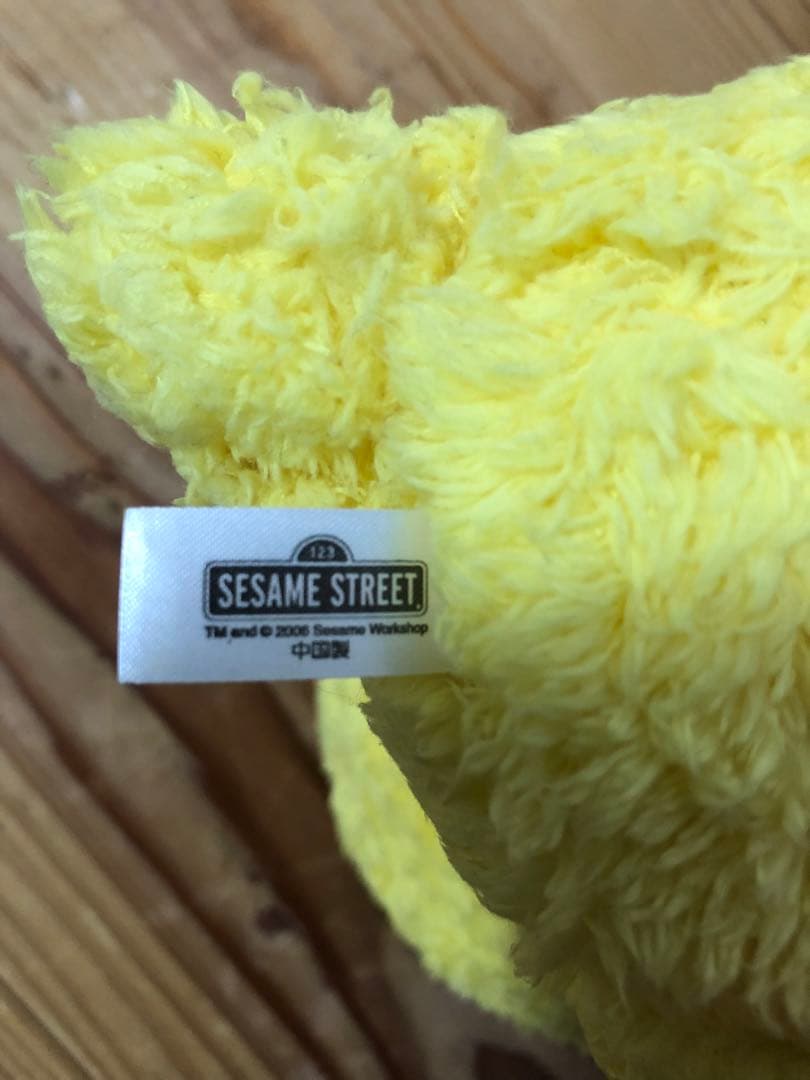 123
SESAME STREET
TM and © 2006 Sesame Workshop
中国製